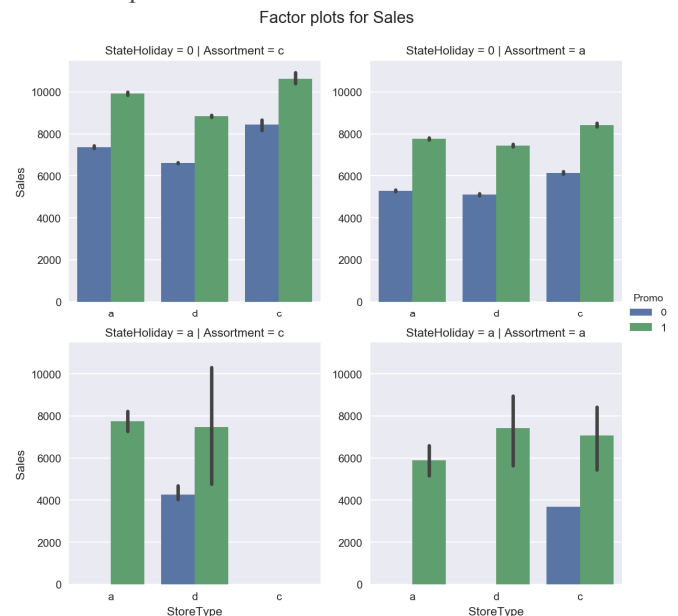 Factor plots for Sales
StateHoliday = 0 | Assortment = c
StateHoliday = 0 | Assortment = a
10000
8000
6000
4000
2000
0
Sales
a
d
c
10000
8000
6000
4000
2000
0
a
d
c
Promo
0
1
StateHoliday = a | Assortment = c
StateHoliday = a | Assortment = a
10000
8000
6000
4000
2000
0
Sales
a
d
c
StoreType
10000
8000
6000
4000
2000
0
a
d
c
StoreType